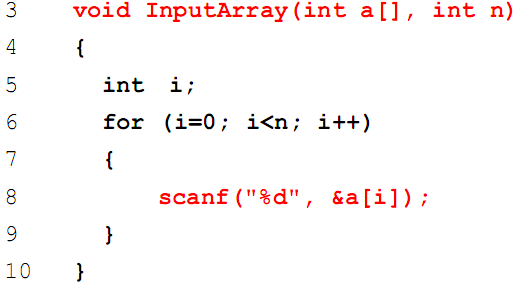 3 void InputArray(int a[], int n)
4 {
5 int i;
6 for (i=0; i<n; i++)
7 {
8 scanf("%d", &a[i]);
9 }
10 }